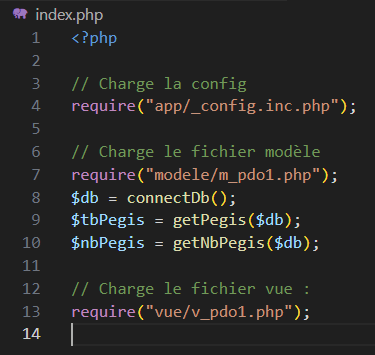 index.php
1 <?php
2
3 // Charge la config
4 require("app/_config.inc.php");
5
6 // Charge le fichier modèle
7 require("modele/m_pdo1.php");
8 $db = connectDb();
9 $tbPegis = getPegis($db);
10 $nbPegis = getNbPegis($db);
11
12 // Charge le fichier vue :
13 require("vue/v_pdo1.php");
14